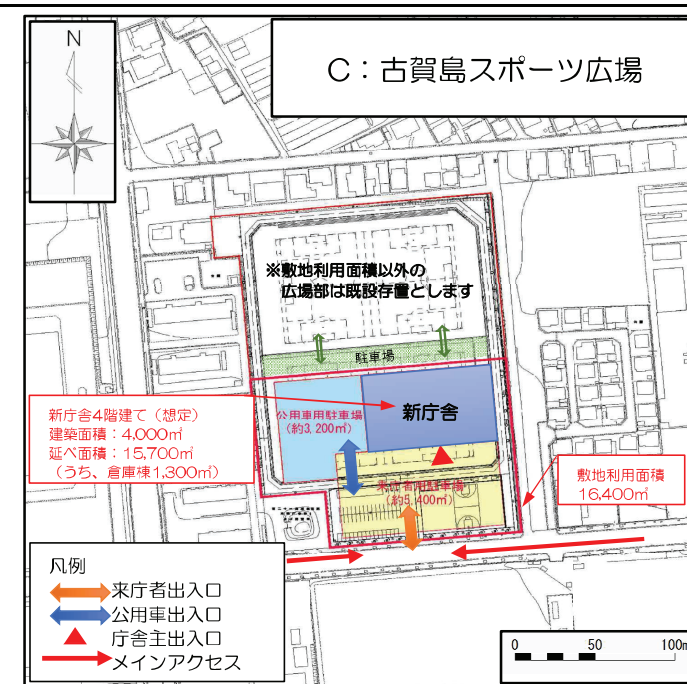 N
C：古賀島スポーツ広場
※敷地利用面積以外の
広場部は既設存置とします
駐車場
新庁舎4階建て（想定）
建築面積：4,000㎡
延べ面積：15,700㎡
（うち、倉庫棟1,300㎡）
公用車用駐車場
（約3,200㎡）
新庁舎
来庁者用駐車場
（約5,400㎡）
敷地利用面積
16,400㎡
凡例
来庁者出入口
公用車出入口
庁舎主出入口
メインアクセス
0 50 100m